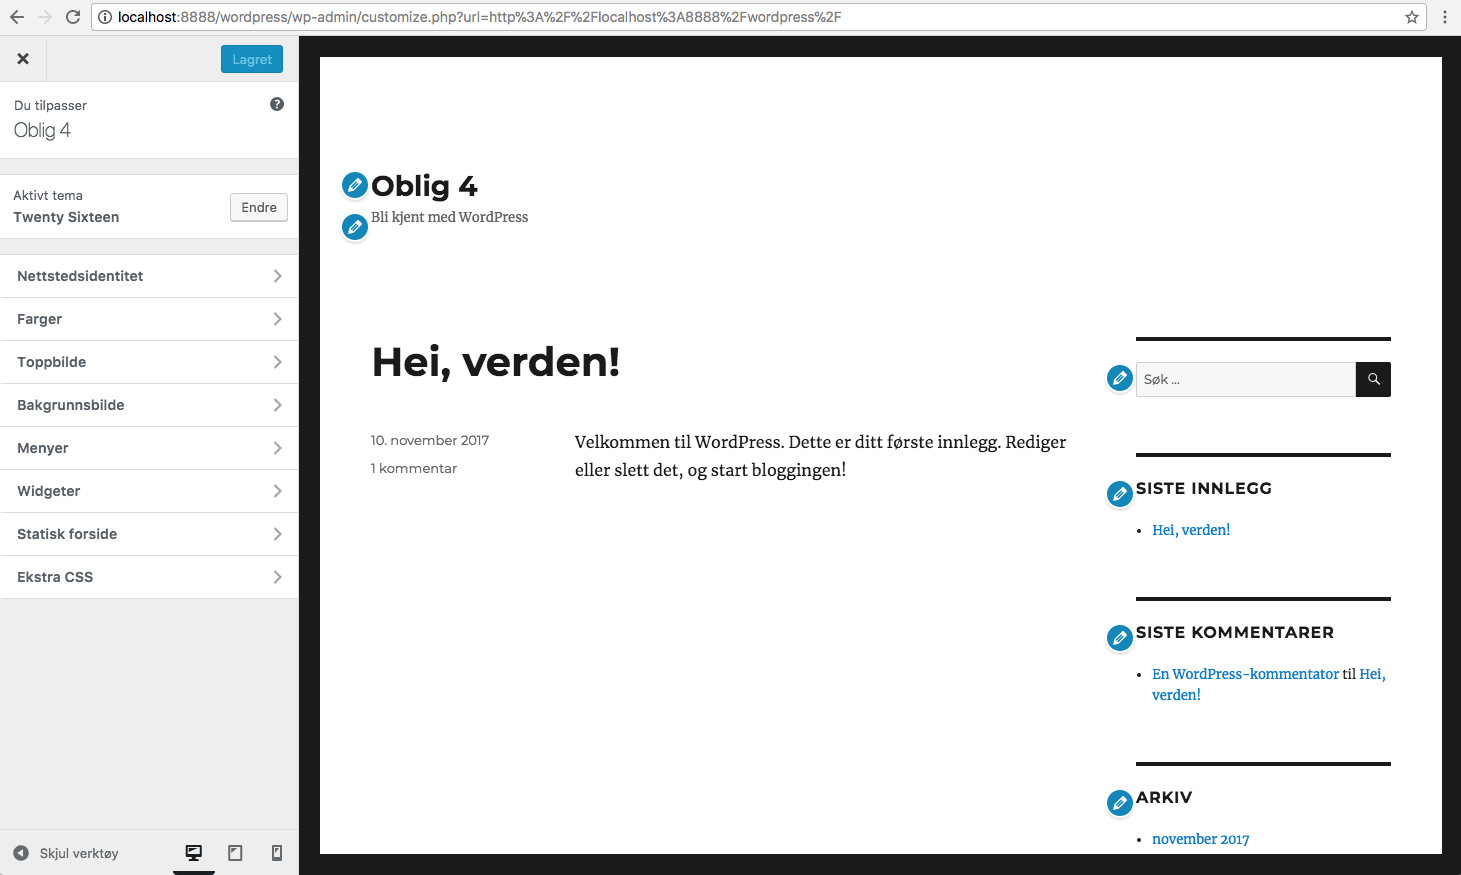 localhost:8888/wordpress/wp-admin/customize.php?url=http%3A%2F%2Flocalhost%3A8888%2Fwordpress%2F
Lagret
Du tilpasser
Oblig 4
Aktivt tema
Twenty Sixteen
Endre
Nettstedsidentitet
Farger
Toppbilde
Bakgrunnsbilde
Menyer
Widgeter
Statisk forside
Ekstra CSS
Skjul verktøy
Oblig 4
Bli kjent med WordPress
Hei, verden!
10. november 2017
1 kommentar
Velkommen til WordPress. Dette er ditt første innlegg. Rediger
eller slett det, og start bloggingen!
Søk ...
SISTE INNLEGG
Hei, verden!
SISTE KOMMENTARER
En WordPress-kommentator til Hei,
verden!
ARKIV
november 2017